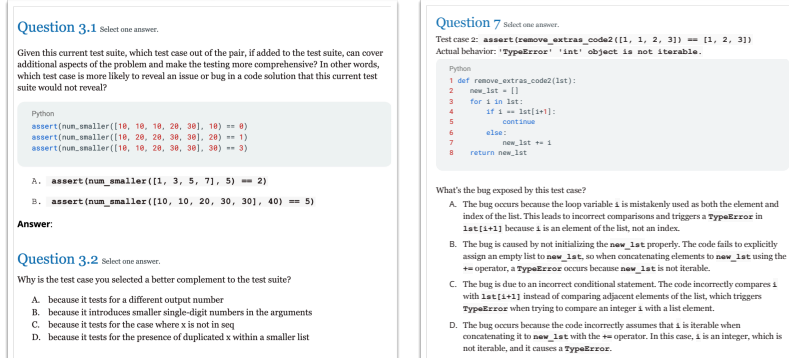 Question 3.1 Select one answer.
Given this current test suite, which test case out of the pair, if added to the test suite, can cover
additional aspects of the problem and make the testing more comprehensive? In other words,
which test case is more likely to reveal an issue or bug in a code solution that this current test
suite would not reveal?
Python
assert(num_smaller([10, 10, 10, 20, 30], 10) == 0)
assert(num_smaller([10, 20, 20, 30, 30], 20) == 1)
assert(num_smaller([10, 10, 20, 30, 30], 30) == 3)
A. assert(num_smaller([1, 3, 5, 7], 5) == 2)
B. assert(num_smaller([10, 10, 20, 30, 30], 40) == 5)
Answer:
Question 3.2 Select one answer.
Why is the test case you selected a better complement to the test suite?
A. because it tests for a different output number
B. because it introduces smaller single-digit numbers in the arguments
C. because it tests for the case where x is not in seq
D. because it tests for the presence of duplicated x within a smaller list
Question 7 Select one answer.
Test case 2: assert(remove_extras_code2([1, 1, 2, 3]) == [1, 2, 3])
Actual behavior: 'TypeError' 'int' object is not iterable.
Python
1 def remove_extras_code2(lst):
2 new_lst = []
3 for i in lst:
4 if i == lst[i+1]:
5 continue
6 else:
7 new_lst += i
8 return new_lst
What's the bug exposed by this test case?
A. The bug occurs because the loop variable i is mistakenly used as both the element and
index of the list. This leads to incorrect comparisons and triggers a TypeError in
lst[i+1] because i is an element of the list, not an index.
B. The bug is caused by not initializing the new_lst properly. The code fails to explicitly
assign an empty list to new_lst, so when concatenating elements to new_lst using the
+= operator, a TypeError occurs because new_lst is not iterable.
C. The bug is due to an incorrect conditional statement. The code incorrectly compares i
with lst[i+1] instead of comparing adjacent elements of the list, which triggers
TypeError when trying to compare an integer i with a list element.
D. The bug occurs because the code incorrectly assumes that i is iterable when
concatenating it to new_lst with the += operator. In this case, i is an integer, which is
not iterable, and it causes a TypeError.